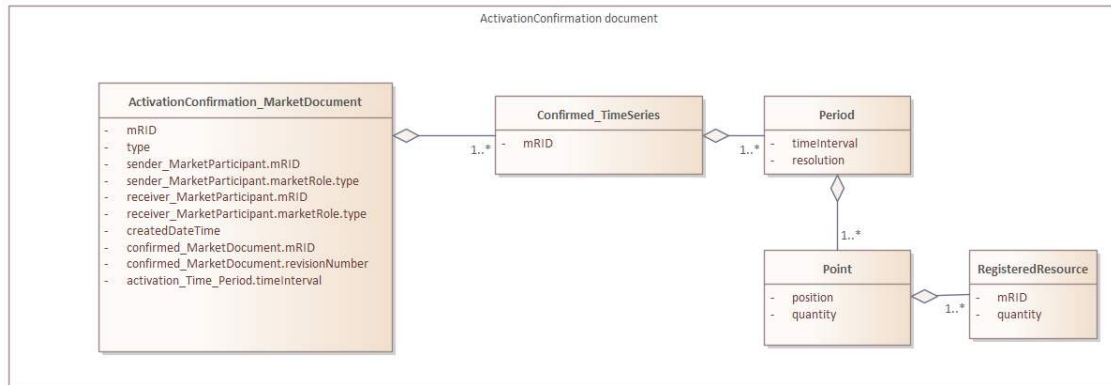 ActivationConfirmation document
ActivationConfirmation_MarketDocument
- mRID
- type
- sender_MarketParticipant.mRID
- sender_MarketParticipant.marketRole.type
- receiver_MarketParticipant.mRID
- receiver_MarketParticipant.marketRole.type
- createdDateTime
- confirmed_MarketDocument.mRID
- confirmed_MarketDocument.revisionNumber
- activation_Time_Period.timeInterval
1..*
Confirmed_TimeSeries
- mRID
1..*
Period
- timeInterval
- resolution
1..*
Point
- position
- quantity
1..*
RegisteredResource
- mRID
- quantity